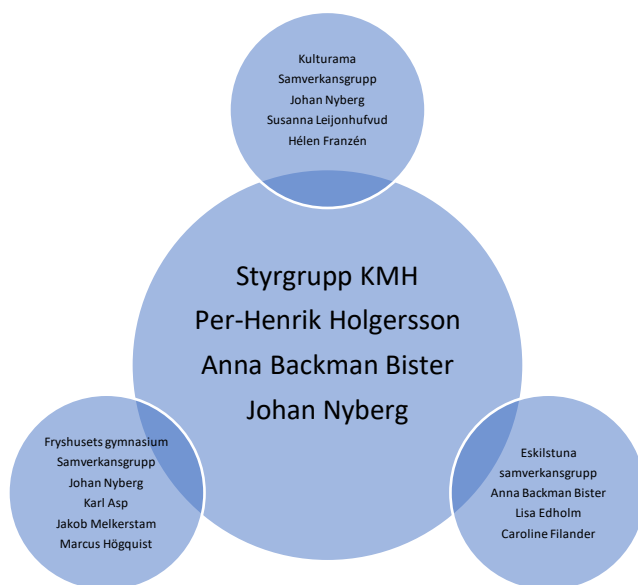 Kulturama
Samverkansgrupp
Johan Nyberg
Susanna Leijonhufvud
Hélen Franzén
Styrgrupp KMH
Per-Henrik Holgersson
Anna Backman Bister
Johan Nyberg
Fryshusets gymnasium
Samverkansgrupp
Johan Nyberg
Karl Asp
Jakob Melkerstam
Marcus Högquist
Eskilstuna
samverkansgrupp
Anna Backman Bister
Lisa Edholm
Caroline Filander